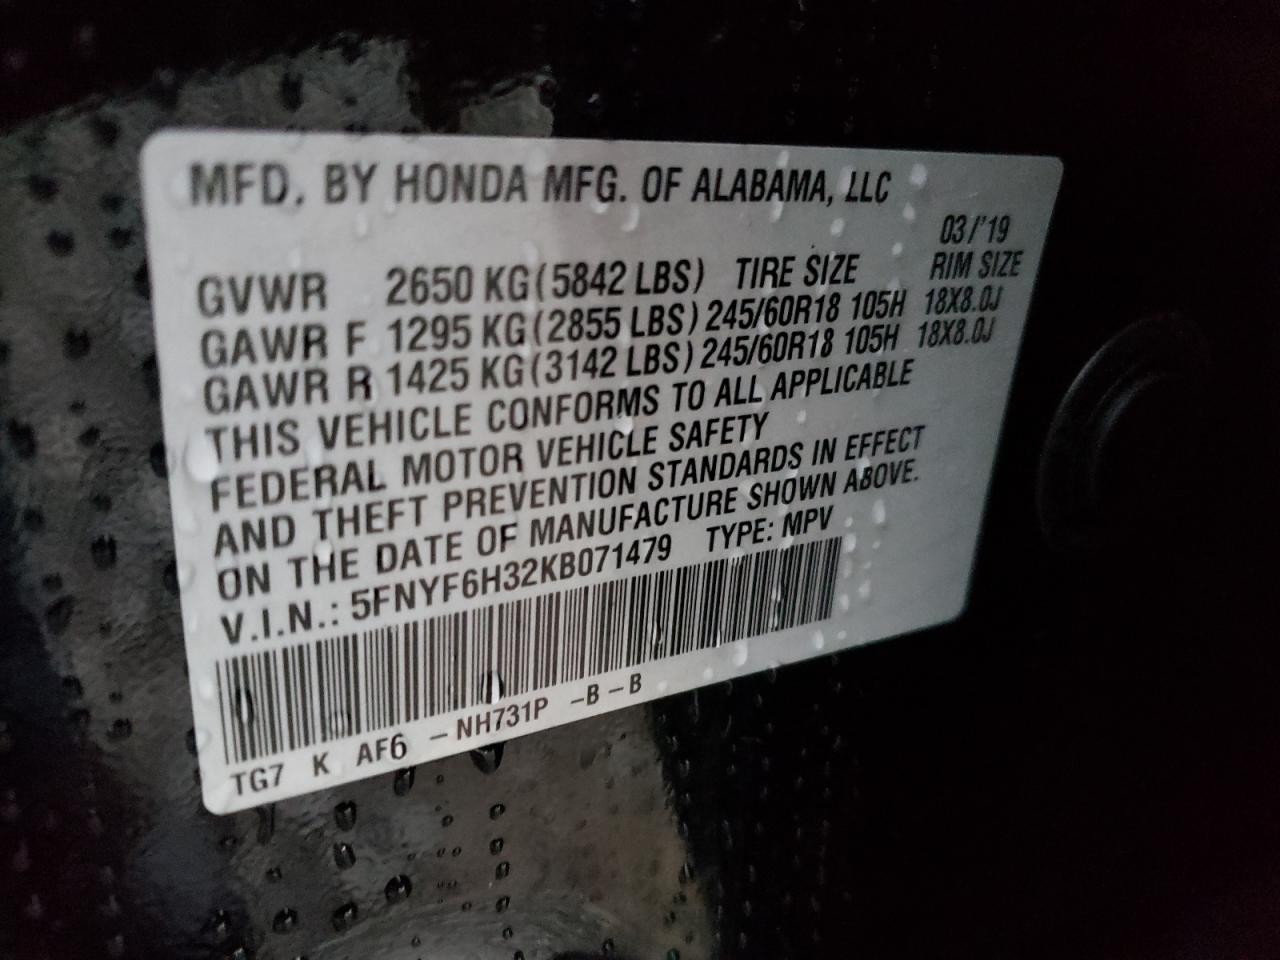 MFD. BY HONDA MFG. OF ALABAMA, LLC
03/'19
GVWR 2650 KG (5842 LBS) TIRE SIZE RIM SIZE
GAWR F 1295 KG (2855 LBS) 245/60R18 105H 18X8.0J
GAWR R 1425 KG (3142 LBS) 245/60R18 105H 18X8.0J
THIS VEHICLE CONFORMS TO ALL APPLICABLE
FEDERAL MOTOR VEHICLE SAFETY
AND THEFT PREVENTION STANDARDS IN EFFECT
ON THE DATE OF MANUFACTURE SHOWN ABOVE.
V.I.N.: 5FNYF6H32KB071479 TYPE: MPV
TG7 K AF6 -NH731P -B-B